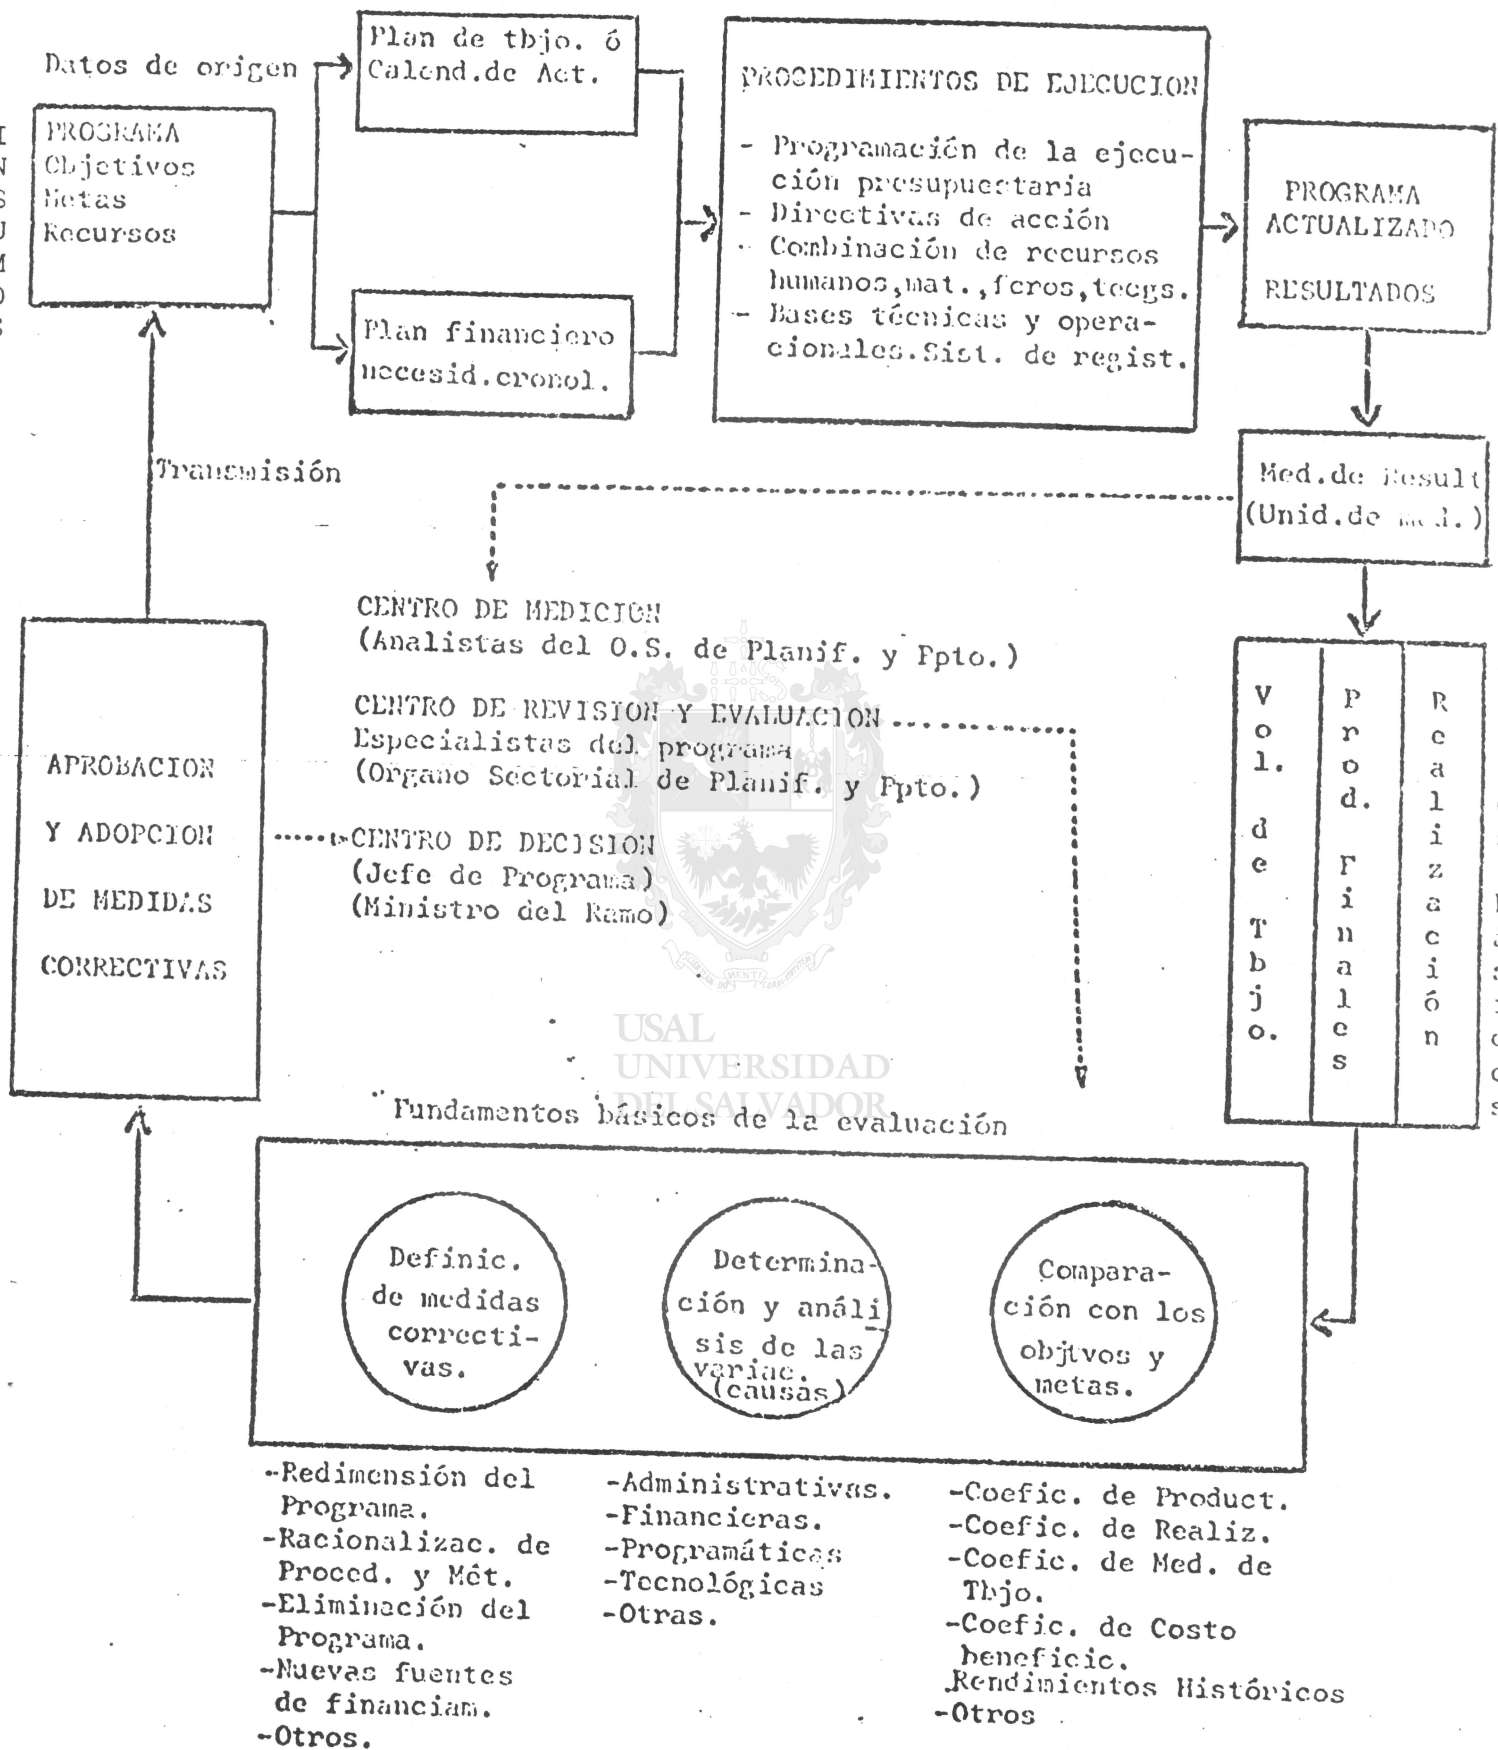 Datos de origen
I
N
S
U
M
O
S
PROGRAMA
Objetivos
Metas
Recursos
Plan de tbjo. ó
Calend.de Act.
Plan financiero
necesid.cronol.
PROCEDIMIENTOS DE EJECUCION
- Programación de la ejecu-
ción presupuestaria
- Directivas de acción
- Combinación de recursos
humanos,mat.,fcros,tecgs.
- Bases técnicas y opera-
cionales.Sist. de regist.
PROGRAMA
ACTUALIZADO
RESULTADOS
Transmisión
Med.de Result
(Unid.de med.)
CENTRO DE MEDICION
(Analistas del O.S. de Planif. y Ppto.)
CENTRO DE REVISION Y EVALUACION
Especialistas del programa
(Organo Sectorial de Planif. y Ppto.)
CENTRO DE DECISION
(Jefe de Programa)
(Ministro del Ramo)
APROBACION
Y ADOPCION
DE MEDIDAS
CORRECTIVAS
Vol. de Tbjo.
Prod. Finales
Realización
USAL
UNIVERSIDAD
DEL SALVADOR
Fundamentos básicos de la evaluación
Definic.
de medidas
correcti-
vas.
Determina-
ción y análi
sis de las
variac.
(causas)
Compara-
ción con los
objtvos y
metas.
-Redimensión del
Programa.
-Racionalizac. de
Proced. y Mét.
-Eliminación del
Programa.
-Nuevas fuentes
de financiam.
-Otros.
-Administrativas.
-Financieras.
-Programáticas
-Tecnológicas
-Otras.
-Coefic. de Product.
-Coefic. de Realiz.
-Coefic. de Med. de
Tbjo.
-Coefic. de Costo
beneficic.
Rendimientos Históricos
-Otros